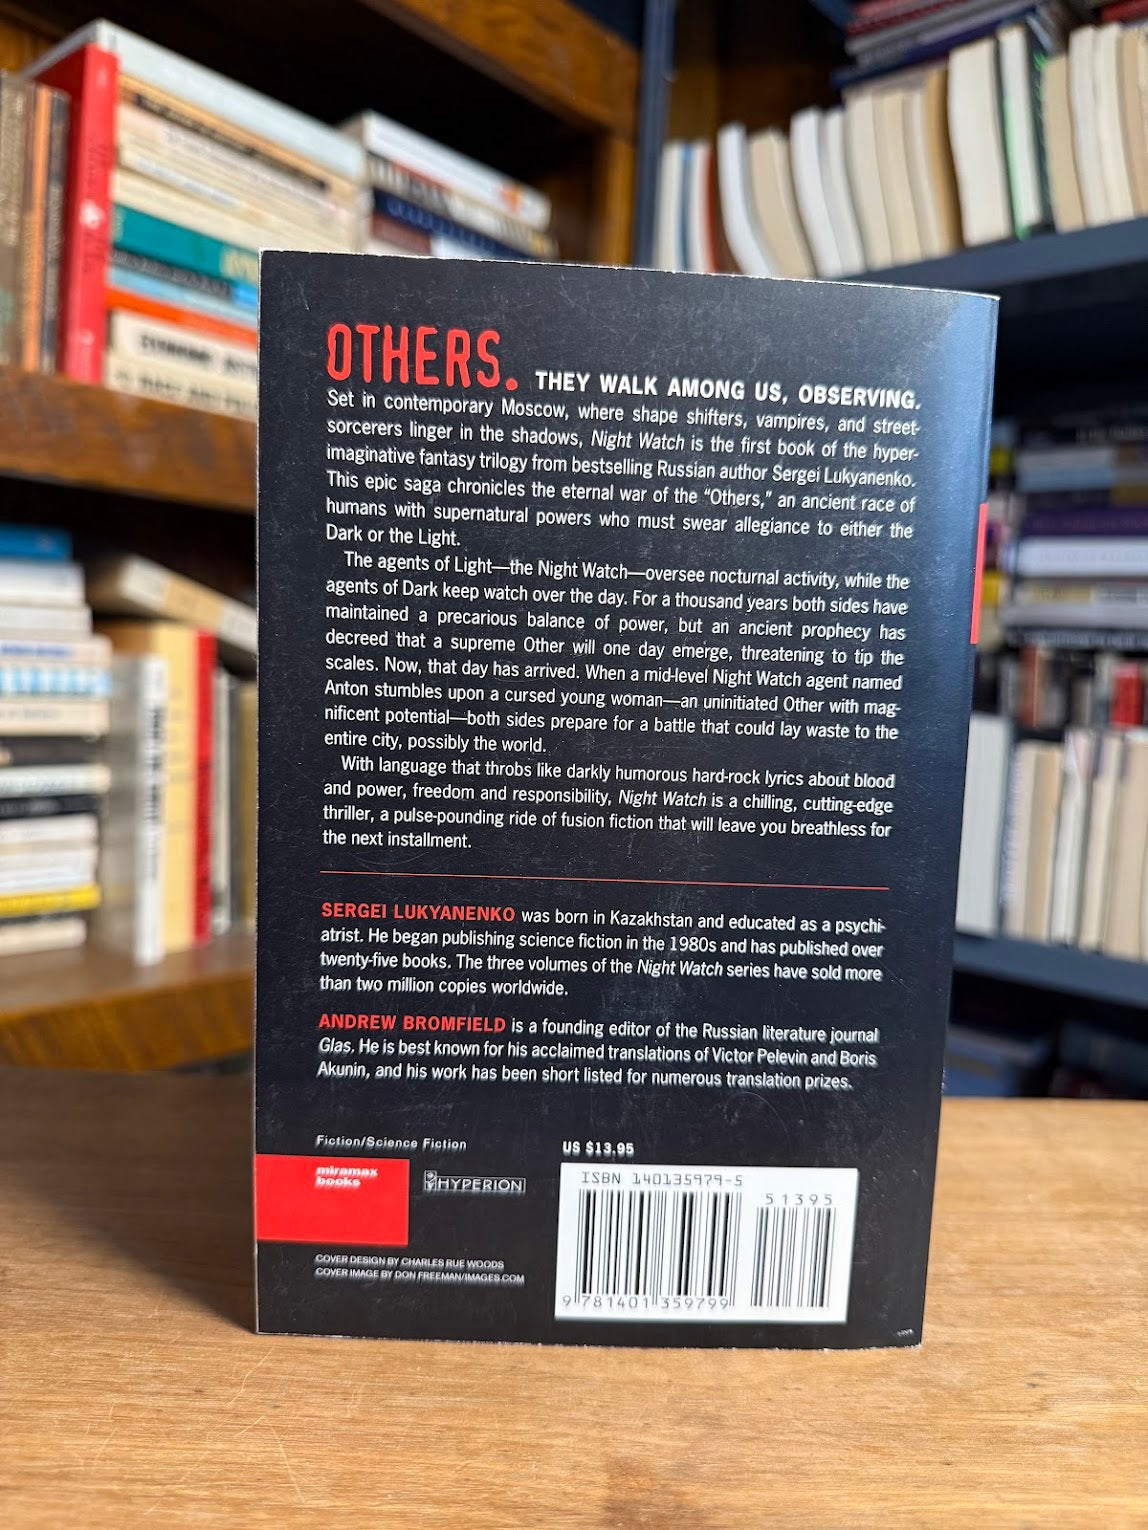 OTHERS. THEY WALK AMONG US, OBSERVING.
Set in contemporary Moscow, where shape shifters, vampires, and street-
sorcerers linger in the shadows, Night Watch is the first book of the hyper-
imaginative fantasy trilogy from bestselling Russian author Sergei Lukyanenko.
This epic saga chronicles the eternal war of the “Others,” an ancient race of
humans with supernatural powers who must swear allegiance to either the
Dark or the Light.
The agents of Light—the Night Watch—oversee nocturnal activity, while the
agents of Dark keep watch over the day. For a thousand years both sides have
maintained a precarious balance of power, but an ancient prophecy has
decreed that a supreme Other will one day emerge, threatening to tip the
scales. Now, that day has arrived. When a mid-level Night Watch agent named
Anton stumbles upon a cursed young woman—an uninitiated Other with mag-
nificent potential—both sides prepare for a battle that could lay waste to the
entire city, possibly the world.
With language that throbs like darkly humorous hard-rock lyrics about blood
and power, freedom and responsibility, Night Watch is a chilling, cutting-edge
thriller, a pulse-pounding ride of fusion fiction that will leave you breathless for
the next installment.
SERGEI LUKYANENKO was born in Kazakhstan and educated as a psychi-
atrist. He began publishing science fiction in the 1980s and has published over
twenty-five books. The three volumes of the Night Watch series have sold more
than two million copies worldwide.
ANDREW BROMFIELD is a founding editor of the Russian literature journal
Glas. He is best known for his acclaimed translations of Victor Pelevin and Boris
Akunin, and his work has been short listed for numerous translation prizes.
Fiction/Science Fiction
miramax
books
HYPERION
COVER DESIGN BY CHARLES RUE WOODS
COVER IMAGE BY DON FREEMAN/IMAGES.COM
US $13.95
ISBN 140135979-5
51395
9 781401 359799